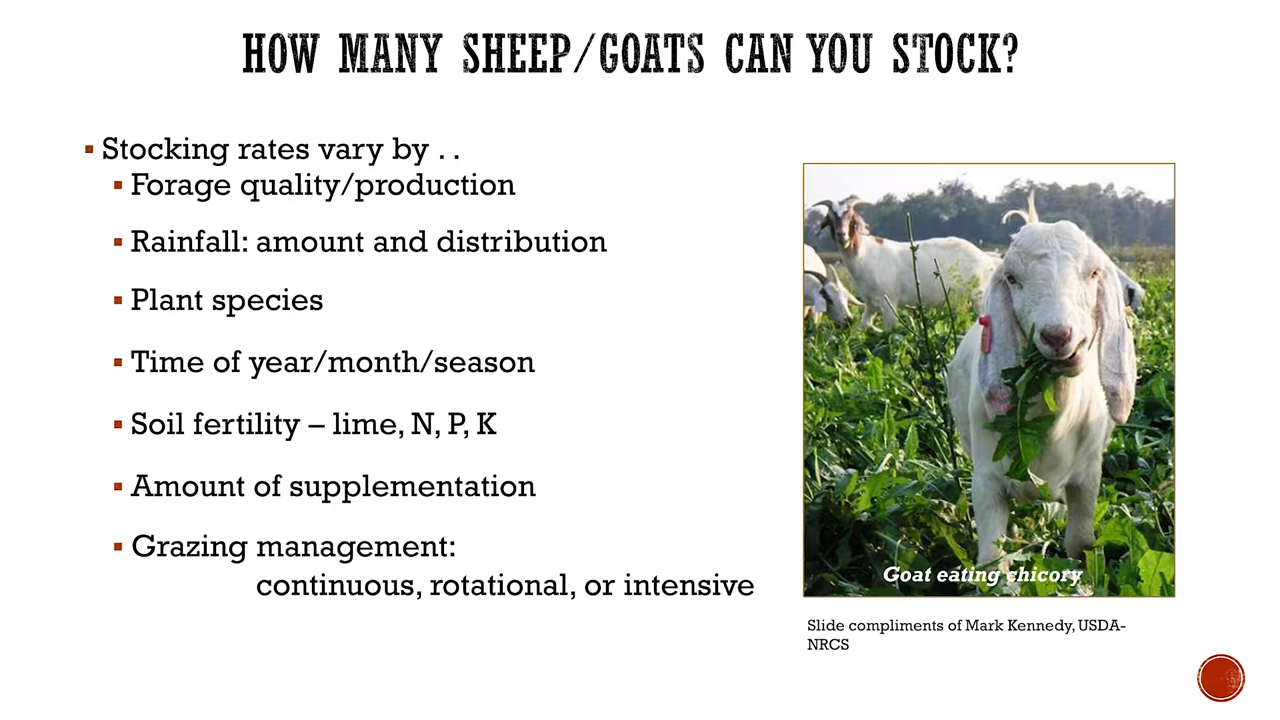 HOW MANY SHEEP/GOATS CAN YOU STOCK?
▪ Stocking rates vary by . .
▪ Forage quality/production
▪ Rainfall: amount and distribution
▪ Plant species
▪ Time of year/month/season
▪ Soil fertility – lime, N, P, K
▪ Amount of supplementation
▪ Grazing management:
continuous, rotational, or intensive
Goat eating chicory
Slide compliments of Mark Kennedy, USDA-
NRCS